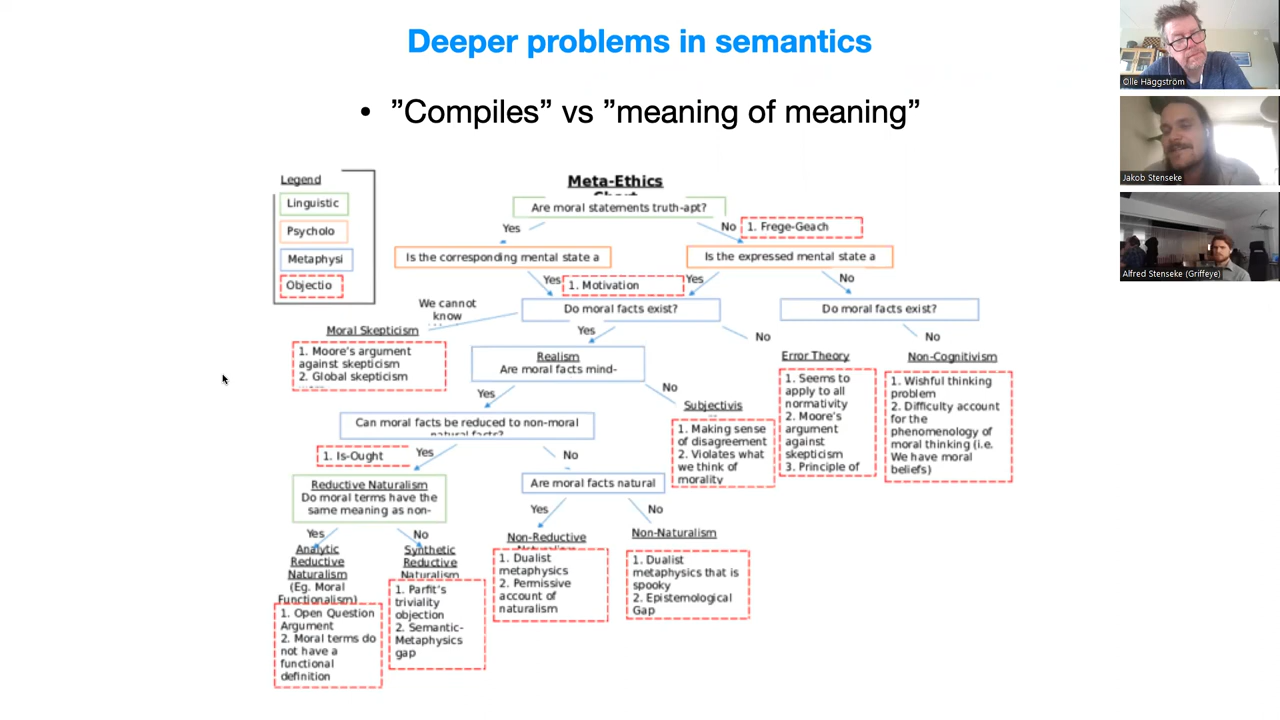 Deeper problems in semantics
• ”Compiles” vs ”meaning of meaning”
Olle Häggström
Jakob Stenseke
Alfred Stenseke (Griffeye)
Legend
Linguistic
Psycholo
Metaphysi
Objectio
Meta-Ethics
Are moral statements truth-apt?
Yes
No
1. Frege-Geach
Is the corresponding mental state a
Is the expressed mental state a
Yes
1. Motivation
Yes
No
We cannot
know
Do moral facts exist?
Do moral facts exist?
Moral Skepticism
1. Moore's argument
against skepticism
2. Global skepticism
Yes
No
No
Realism
Are moral facts mind-
Error Theory
1. Seems to
apply to all
normativity
2. Moore's
argument
against
skepticism
3. Principle of
Non-Cognitivism
1. Wishful thinking
problem
2. Difficulty account
for the
phenomenology of
moral thinking (i.e.
We have moral
beliefs)
Yes
No
Subjectivis
1. Making sense
of disagreement
2. Violates what
we think of
morality
Can moral facts be reduced to non-moral
natural facts?
1. Is-Ought
Yes
No
Reductive Naturalism
Do moral terms have the
same meaning as non-
Are moral facts natural
Yes
No
Yes
No
Analytic
Reductive
Naturalism
(Eg. Moral
Functionalism)
1. Open Question
Argument
2. Moral terms do
not have a
functional
definition
Synthetic
Reductive
Naturalism
1. Parfit's
triviality
objection
2. Semantic-
Metaphysics
gap
Non-Reductive
1. Dualist
metaphysics
2. Permissive
account of
naturalism
Non-Naturalism
1. Dualist
metaphysics that is
spooky
2. Epistemological
Gap